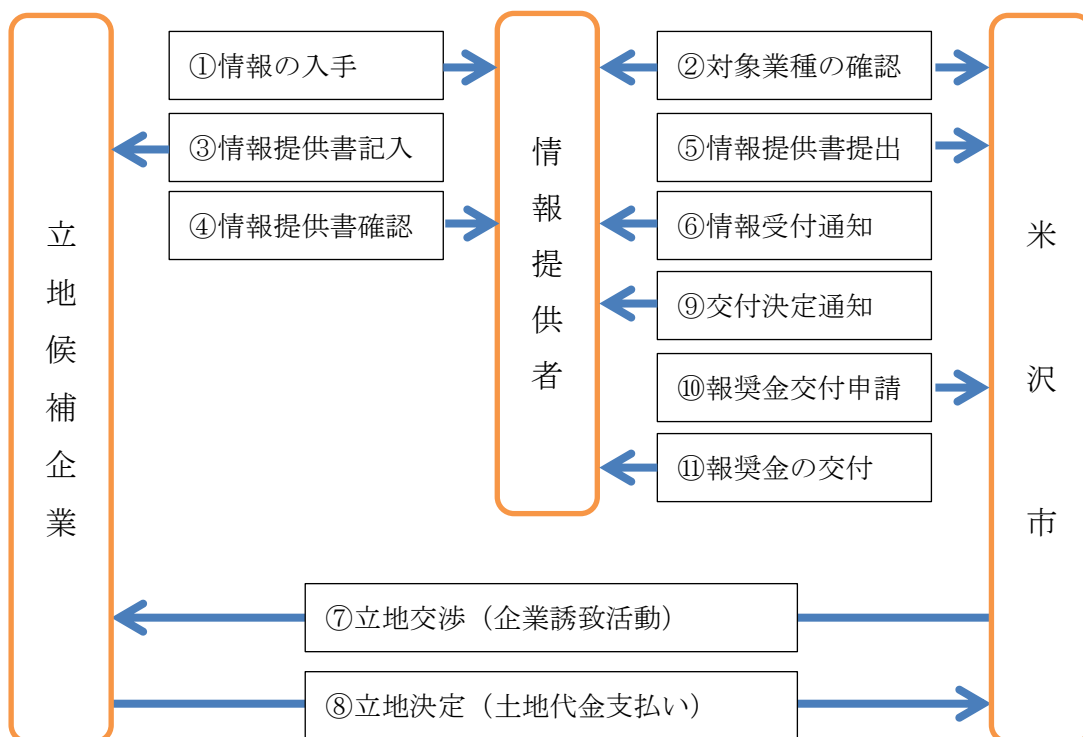 立地候補企業
①情報の入手
③情報提供書記入
④情報提供書確認
情報提供者
②対象業種の確認
⑤情報提供書提出
⑥情報受付通知
⑨交付決定通知
⑩報奨金交付申請
⑪報奨金の交付
米沢市
⑦立地交渉（企業誘致活動）
⑧立地決定（土地代金支払い）